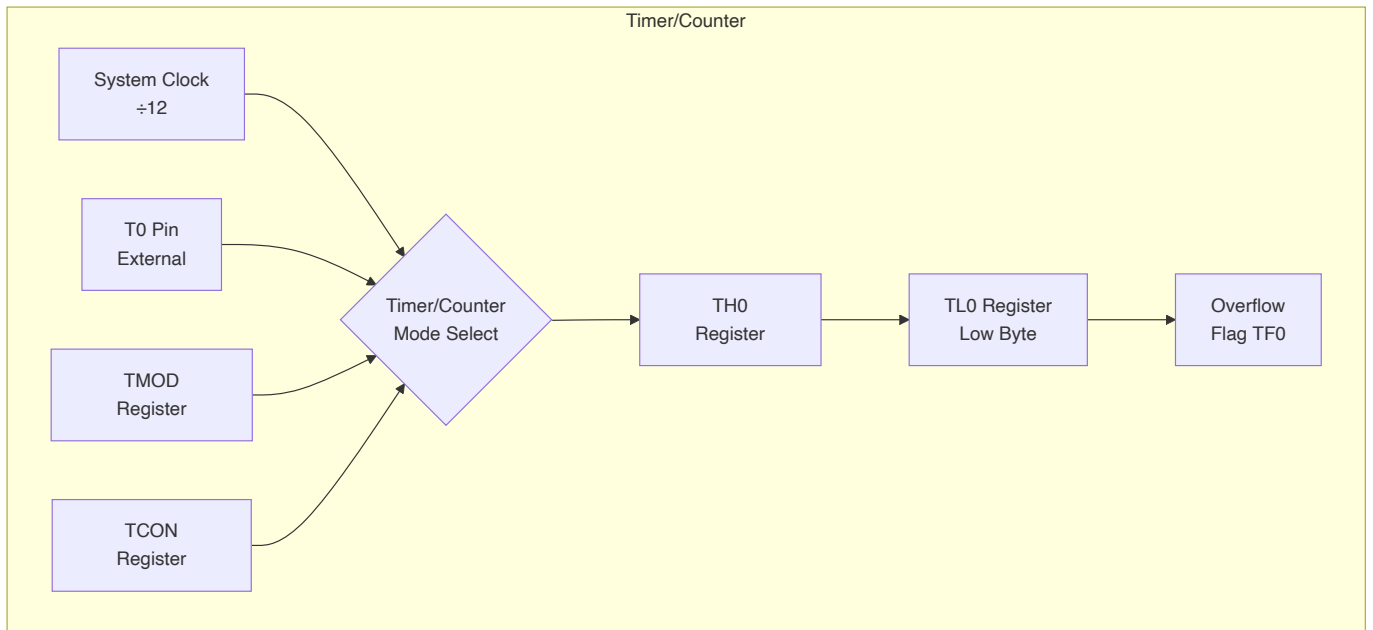 Timer/Counter
System Clock
÷12
T0 Pin
External
TMOD
Register
TCON
Register
Timer/Counter
Mode Select
TH0
Register
TL0 Register
Low Byte
Overflow
Flag TF0